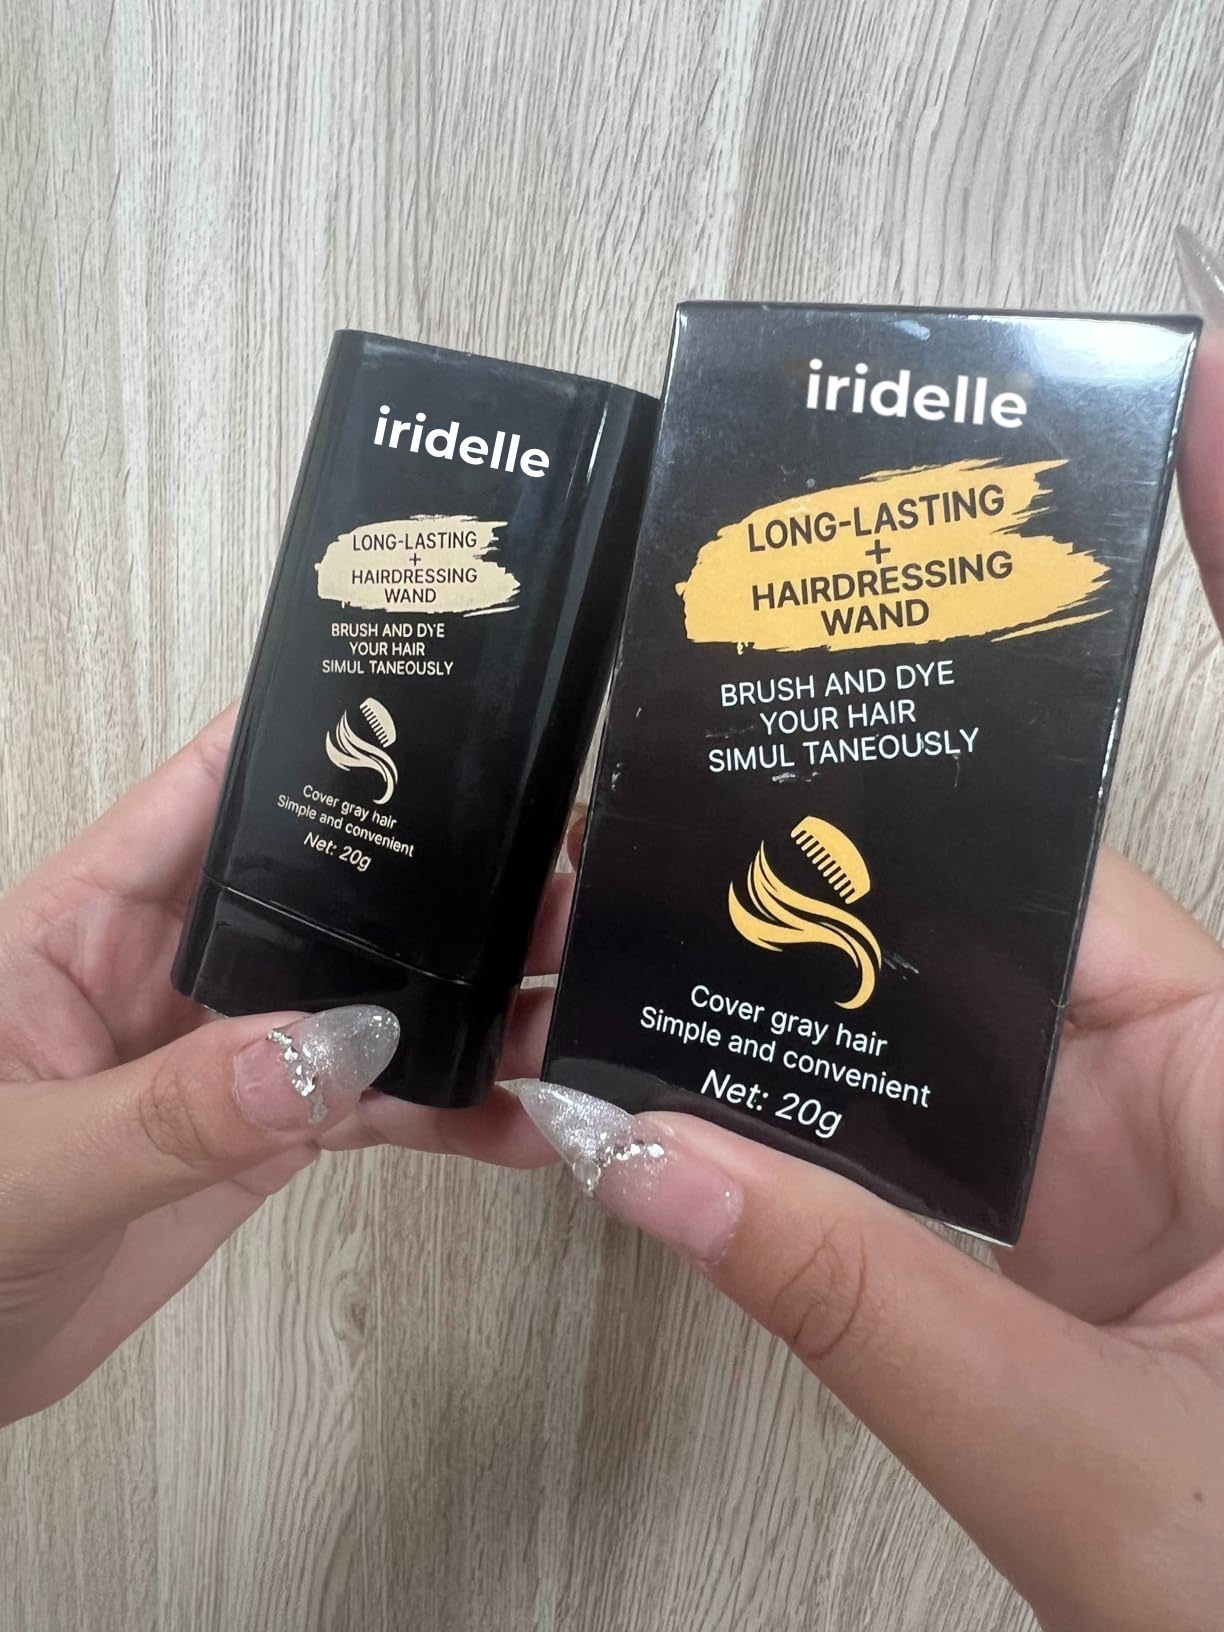 iridelle
LONG-LASTING
+
HAIRDRESSING
WAND
BRUSH AND DYE
YOUR HAIR
SIMUL TANEOUSLY
Cover gray hair
Simple and convenient
Net: 20g
iridelle
LONG-LASTING
+
HAIRDRESSING
WAND
BRUSH AND DYE
YOUR HAIR
SIMUL TANEOUSLY
Cover gray hair
Simple and convenient
Net: 20g